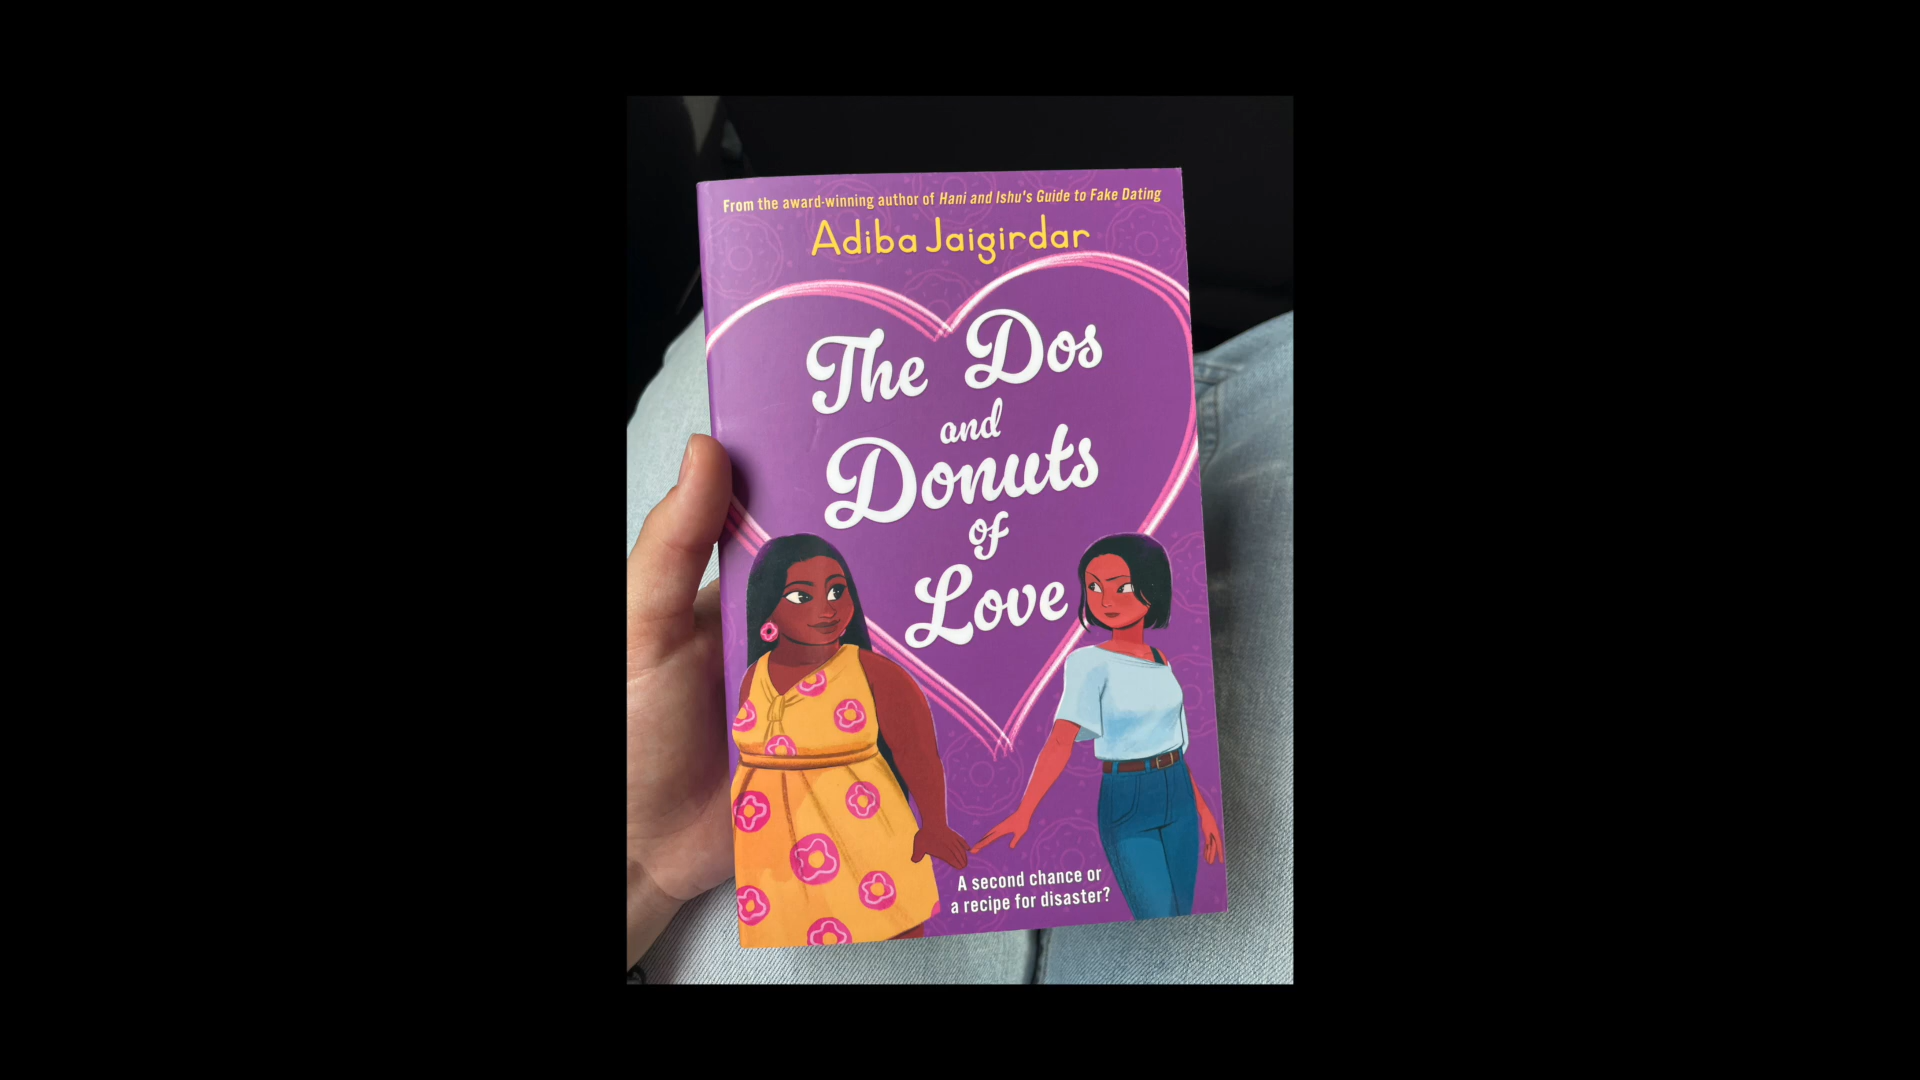 From the award-winning author of Hani and Ishu's Guide to Fake Dating
Adiba Jaigirdar
The Dos
and
Donuts
of
Love
A second chance or
a recipe for disaster?